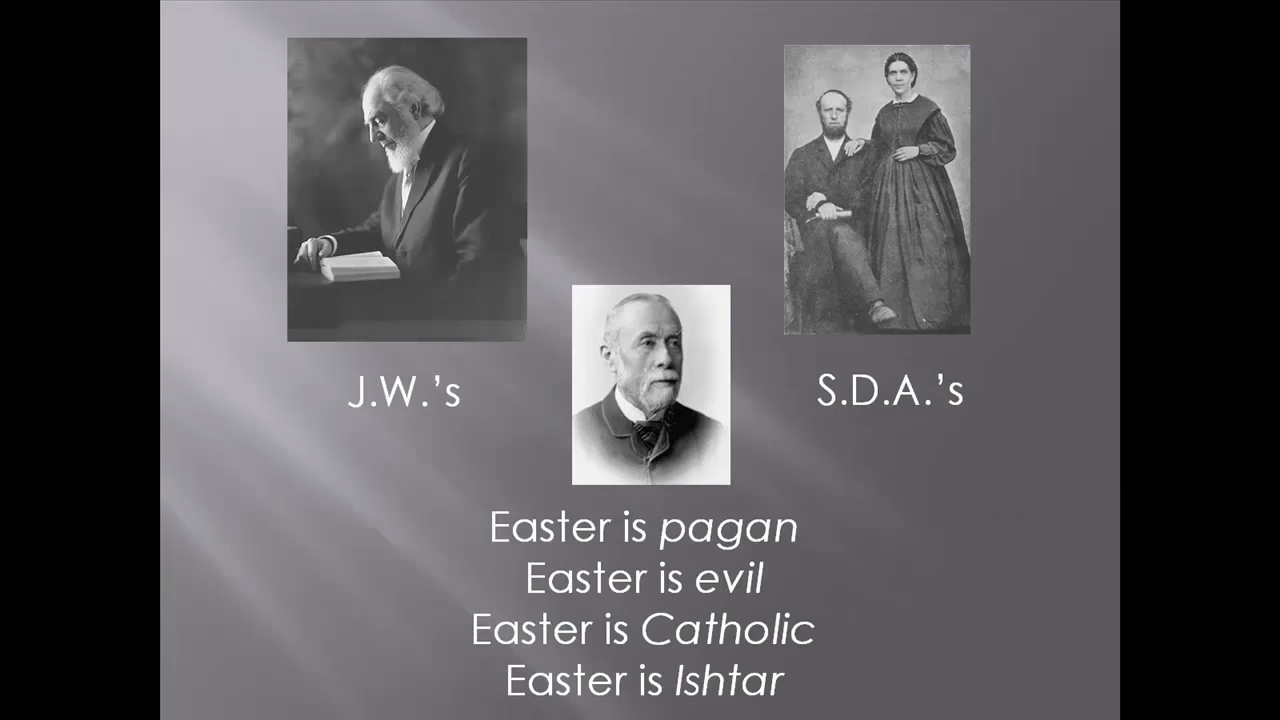 J.W.'s
S.D.A.'s
Easter is pagan
Easter is evil
Easter is Catholic
Easter is Ishtar